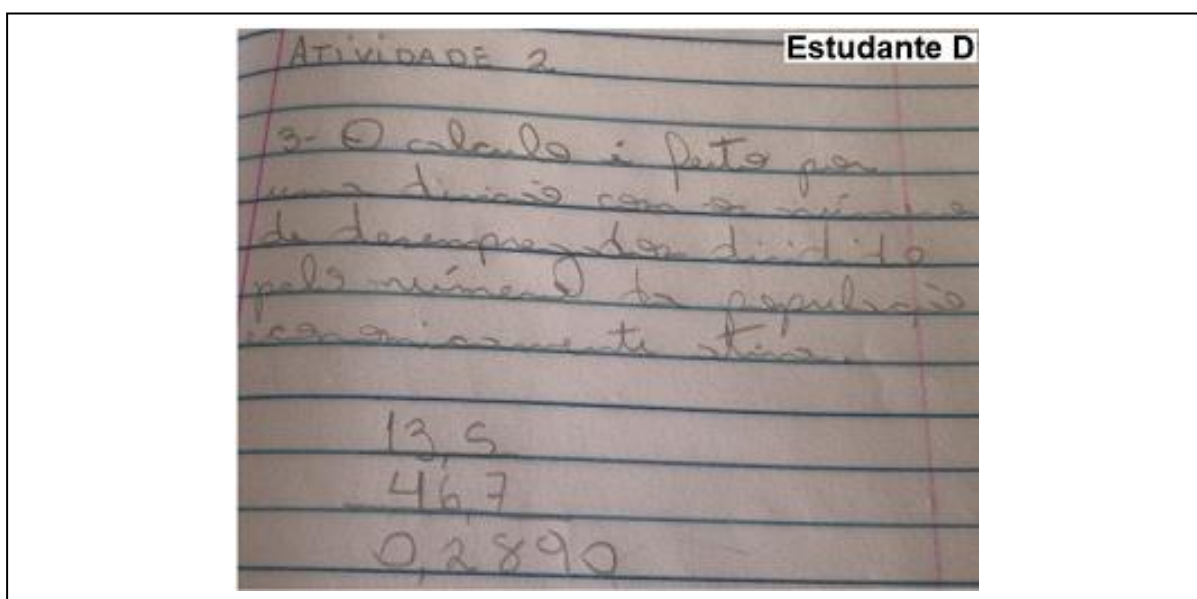 Estudante D
ATIVIDADE 2
3- O calculo é feito por
uma divisão com o número
de desempregados dividido
pelo número da população
economicamente ativa.
13,5
46,7
0,2890